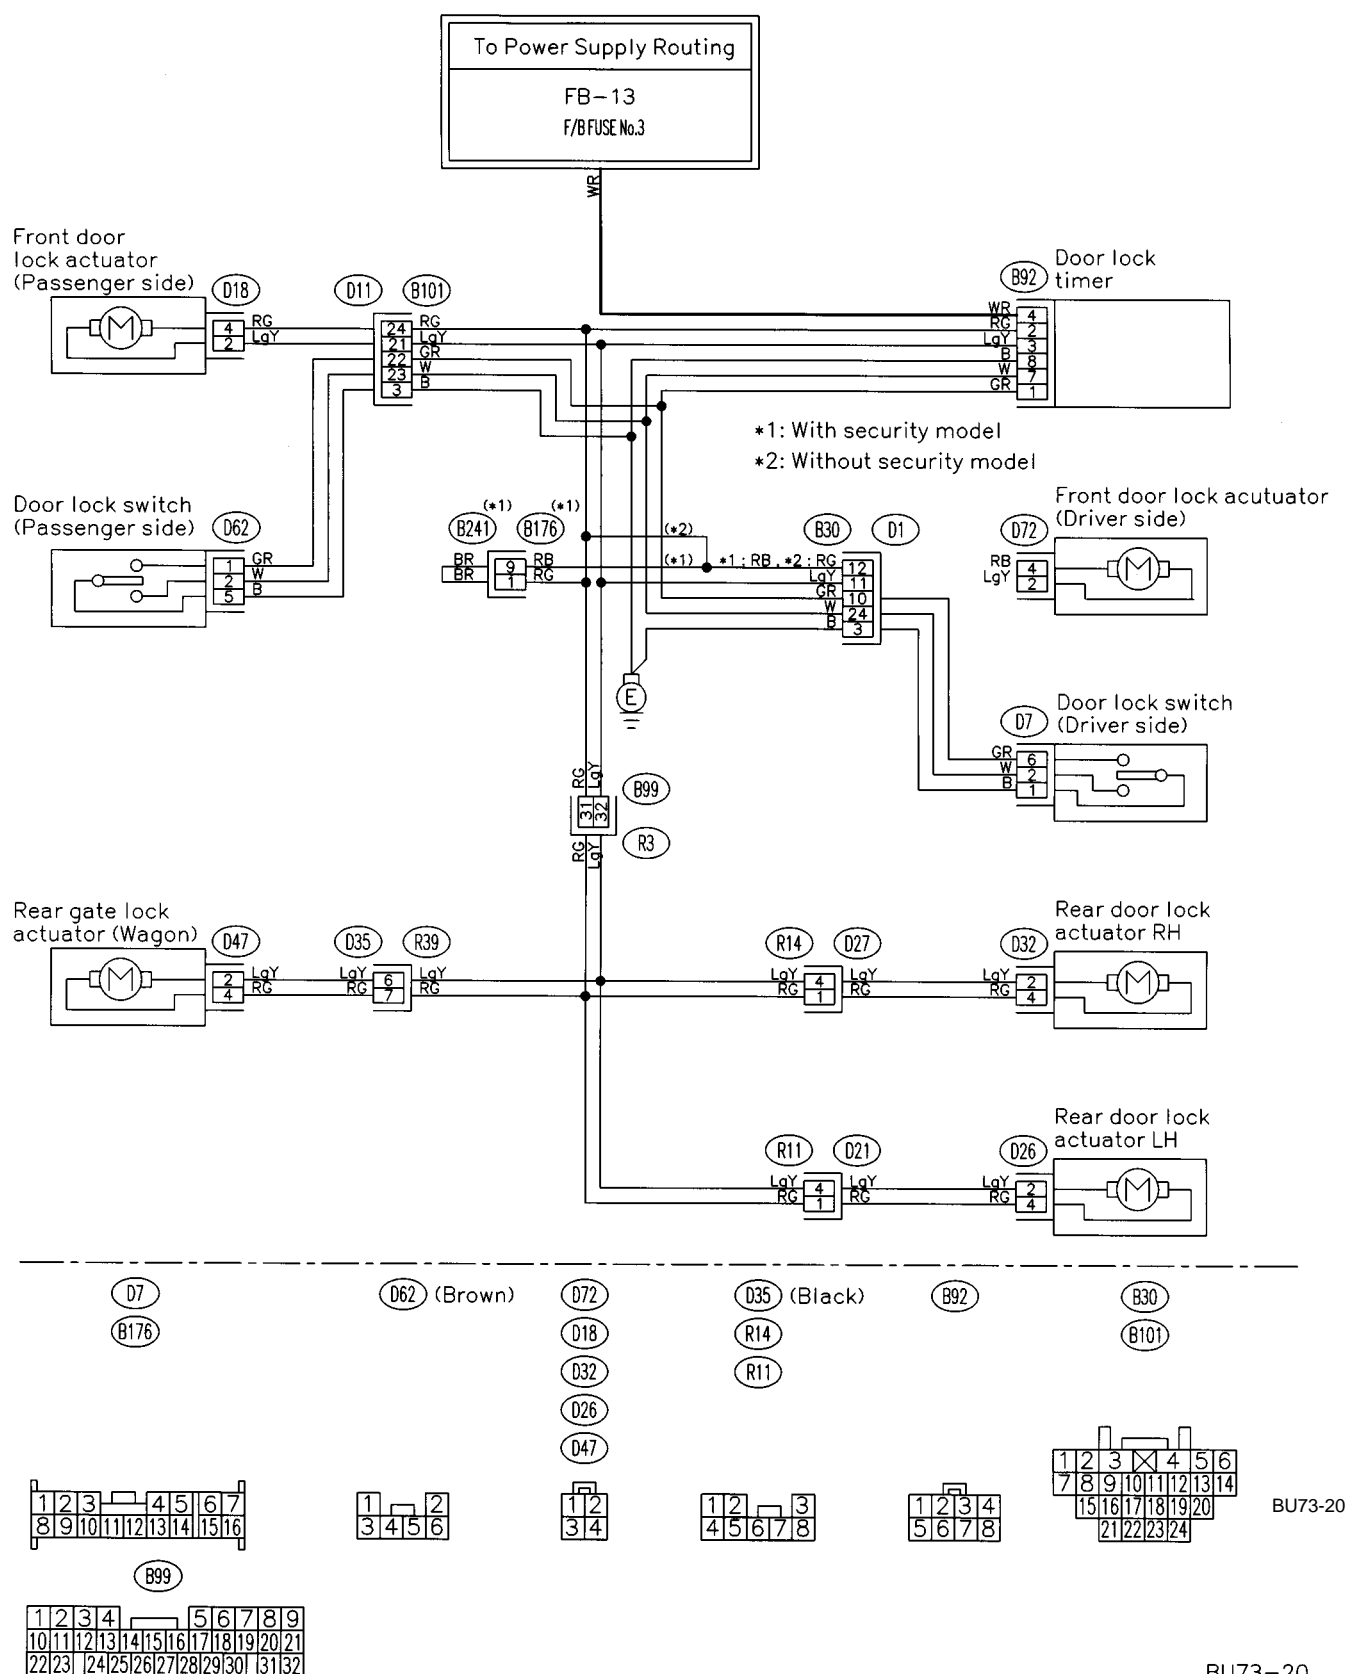 To Power Supply Routing
FB-13
F/B FUSE No.3
WR
Front door
lock actuator
(Passenger side)
D18
D11
B101
B92
Door lock
timer
4
2
RG
LgY
24
21
22
23
3
RG
LgY
GR
W
B
WR
RG
LgY
B
W
GR
4
2
3
8
7
1
*1: With security model
*2: Without security model
Door lock switch
(Passenger side)
D62
1
2
5
GR
W
B
(*1)
(*1)
B241
B176
BR
BR
9
1
RB
RG
(*2)
(*1)
*1:RB, *2:RG
LgY
GR
W
B
B30
D1
12
11
10
24
3
Front door lock acutuator
(Driver side)
D72
RB
LgY
4
2
E
Door lock switch
(Driver side)
D7
GR
W
B
6
2
1
RG
LgY
31
32
B99
R3
RG
LgY
Rear gate lock
actuator (Wagon)
D47
D35
R39
2
4
LgY
RG
LgY
RG
6
7
LgY
RG
R14
D27
LgY
RG
4
1
LgY
RG
Rear door lock
actuator RH
D32
LgY
RG
2
4
R11
D21
LgY
RG
4
1
LgY
RG
Rear door lock
actuator LH
D26
LgY
RG
2
4
M
M
M
M
M
D7
B176
D62 (Brown)
D72
D18
D32
D26
D47
D35 (Black)
R14
R11
B92
B30
B101
1 2 3 4 5 6 7
8 9 10 11 12 13 14 15 16
1 2
3 4 5 6
1 2
3 4
1 2 3
4 5 6 7 8
1 2 3 4
5 6 7 8
1 2 3 4 5 6
7 8 9 10 11 12 13 14
15 16 17 18 19 20
21 22 23 24
BU73-20
B99
1 2 3 4 5 6 7 8 9
10 11 12 13 14 15 16 17 18 19 20 21
22 23 24 25 26 27 28 29 30 31 32
BU73-20